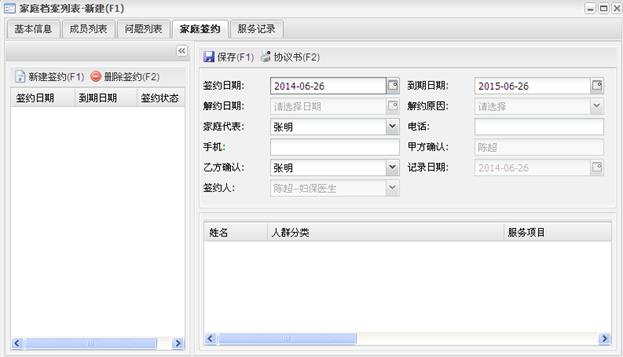 家庭档案列表-新建(F1)
基本信息 成员列表 问题列表 家庭签约 服务记录
新建签约(F1) 删除签约(F2)
签约日期 到期日期 签约状态
保存(F1) 协议书(F2)
签约日期: 2014-06-26 到期日期: 2015-06-26
解约日期: 请选择日期 解约原因: 请选择
家庭代表: 张明 电话:
手机: 甲方确认: 陈超
乙方确认: 张明 记录日期: 2014-06-26
签约人: 陈超--妇保医生
姓名 人群分类 服务项目